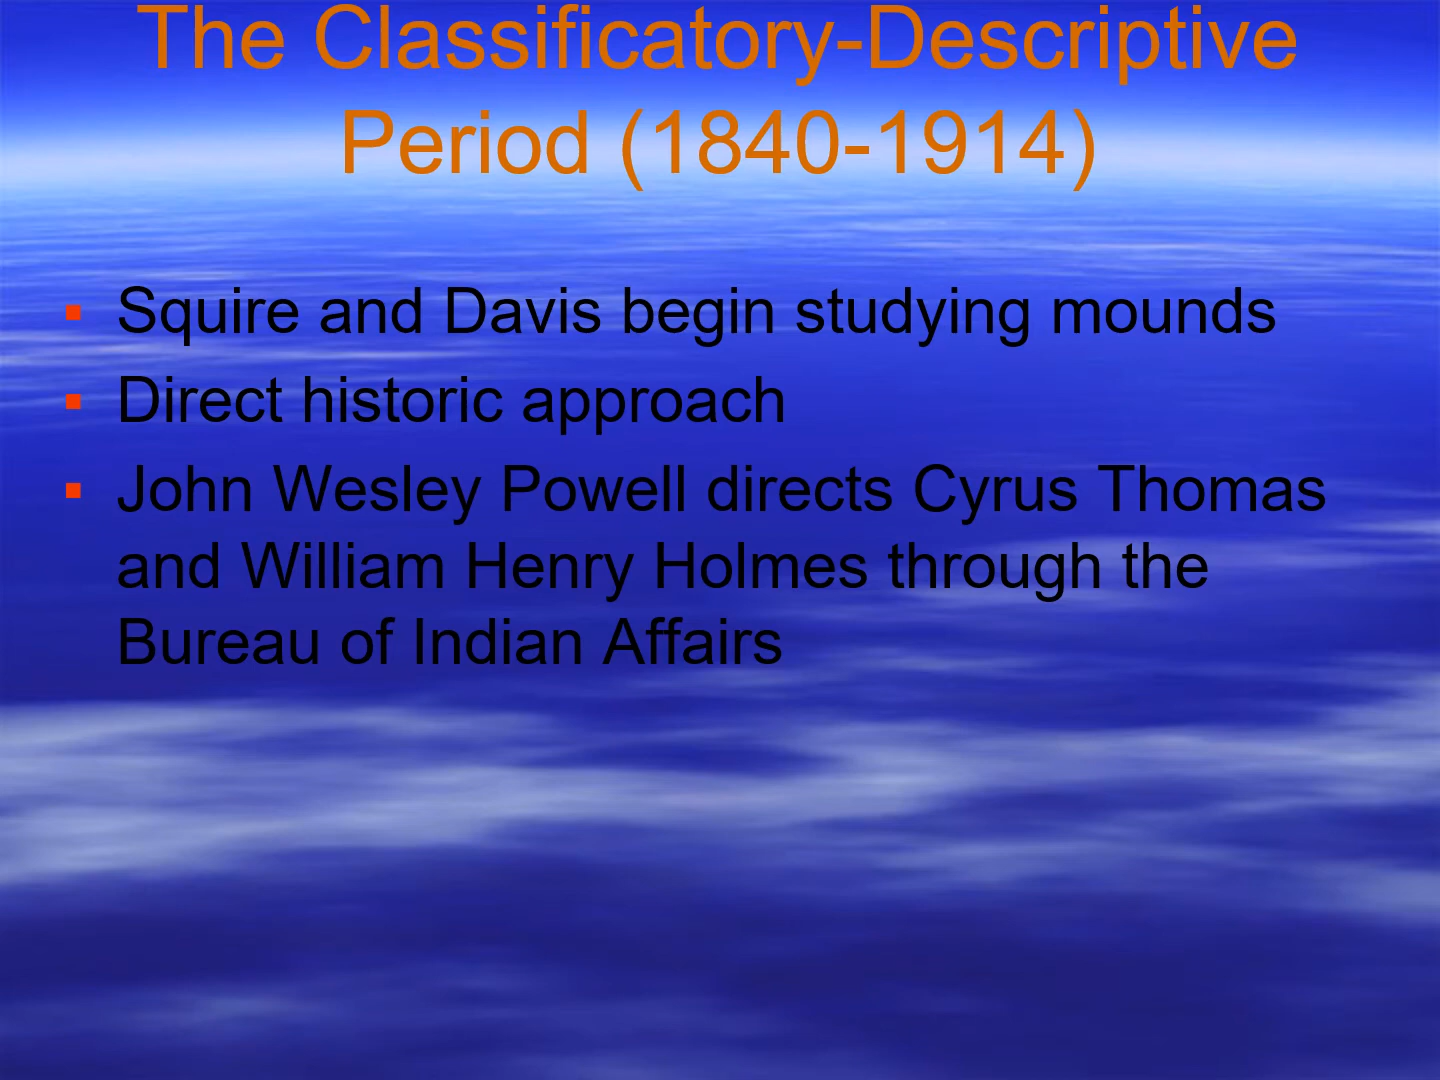 The Classificatory-Descriptive
Period (1840-1914)
▪ Squire and Davis begin studying mounds
▪ Direct historic approach
▪ John Wesley Powell directs Cyrus Thomas
and William Henry Holmes through the
Bureau of Indian Affairs